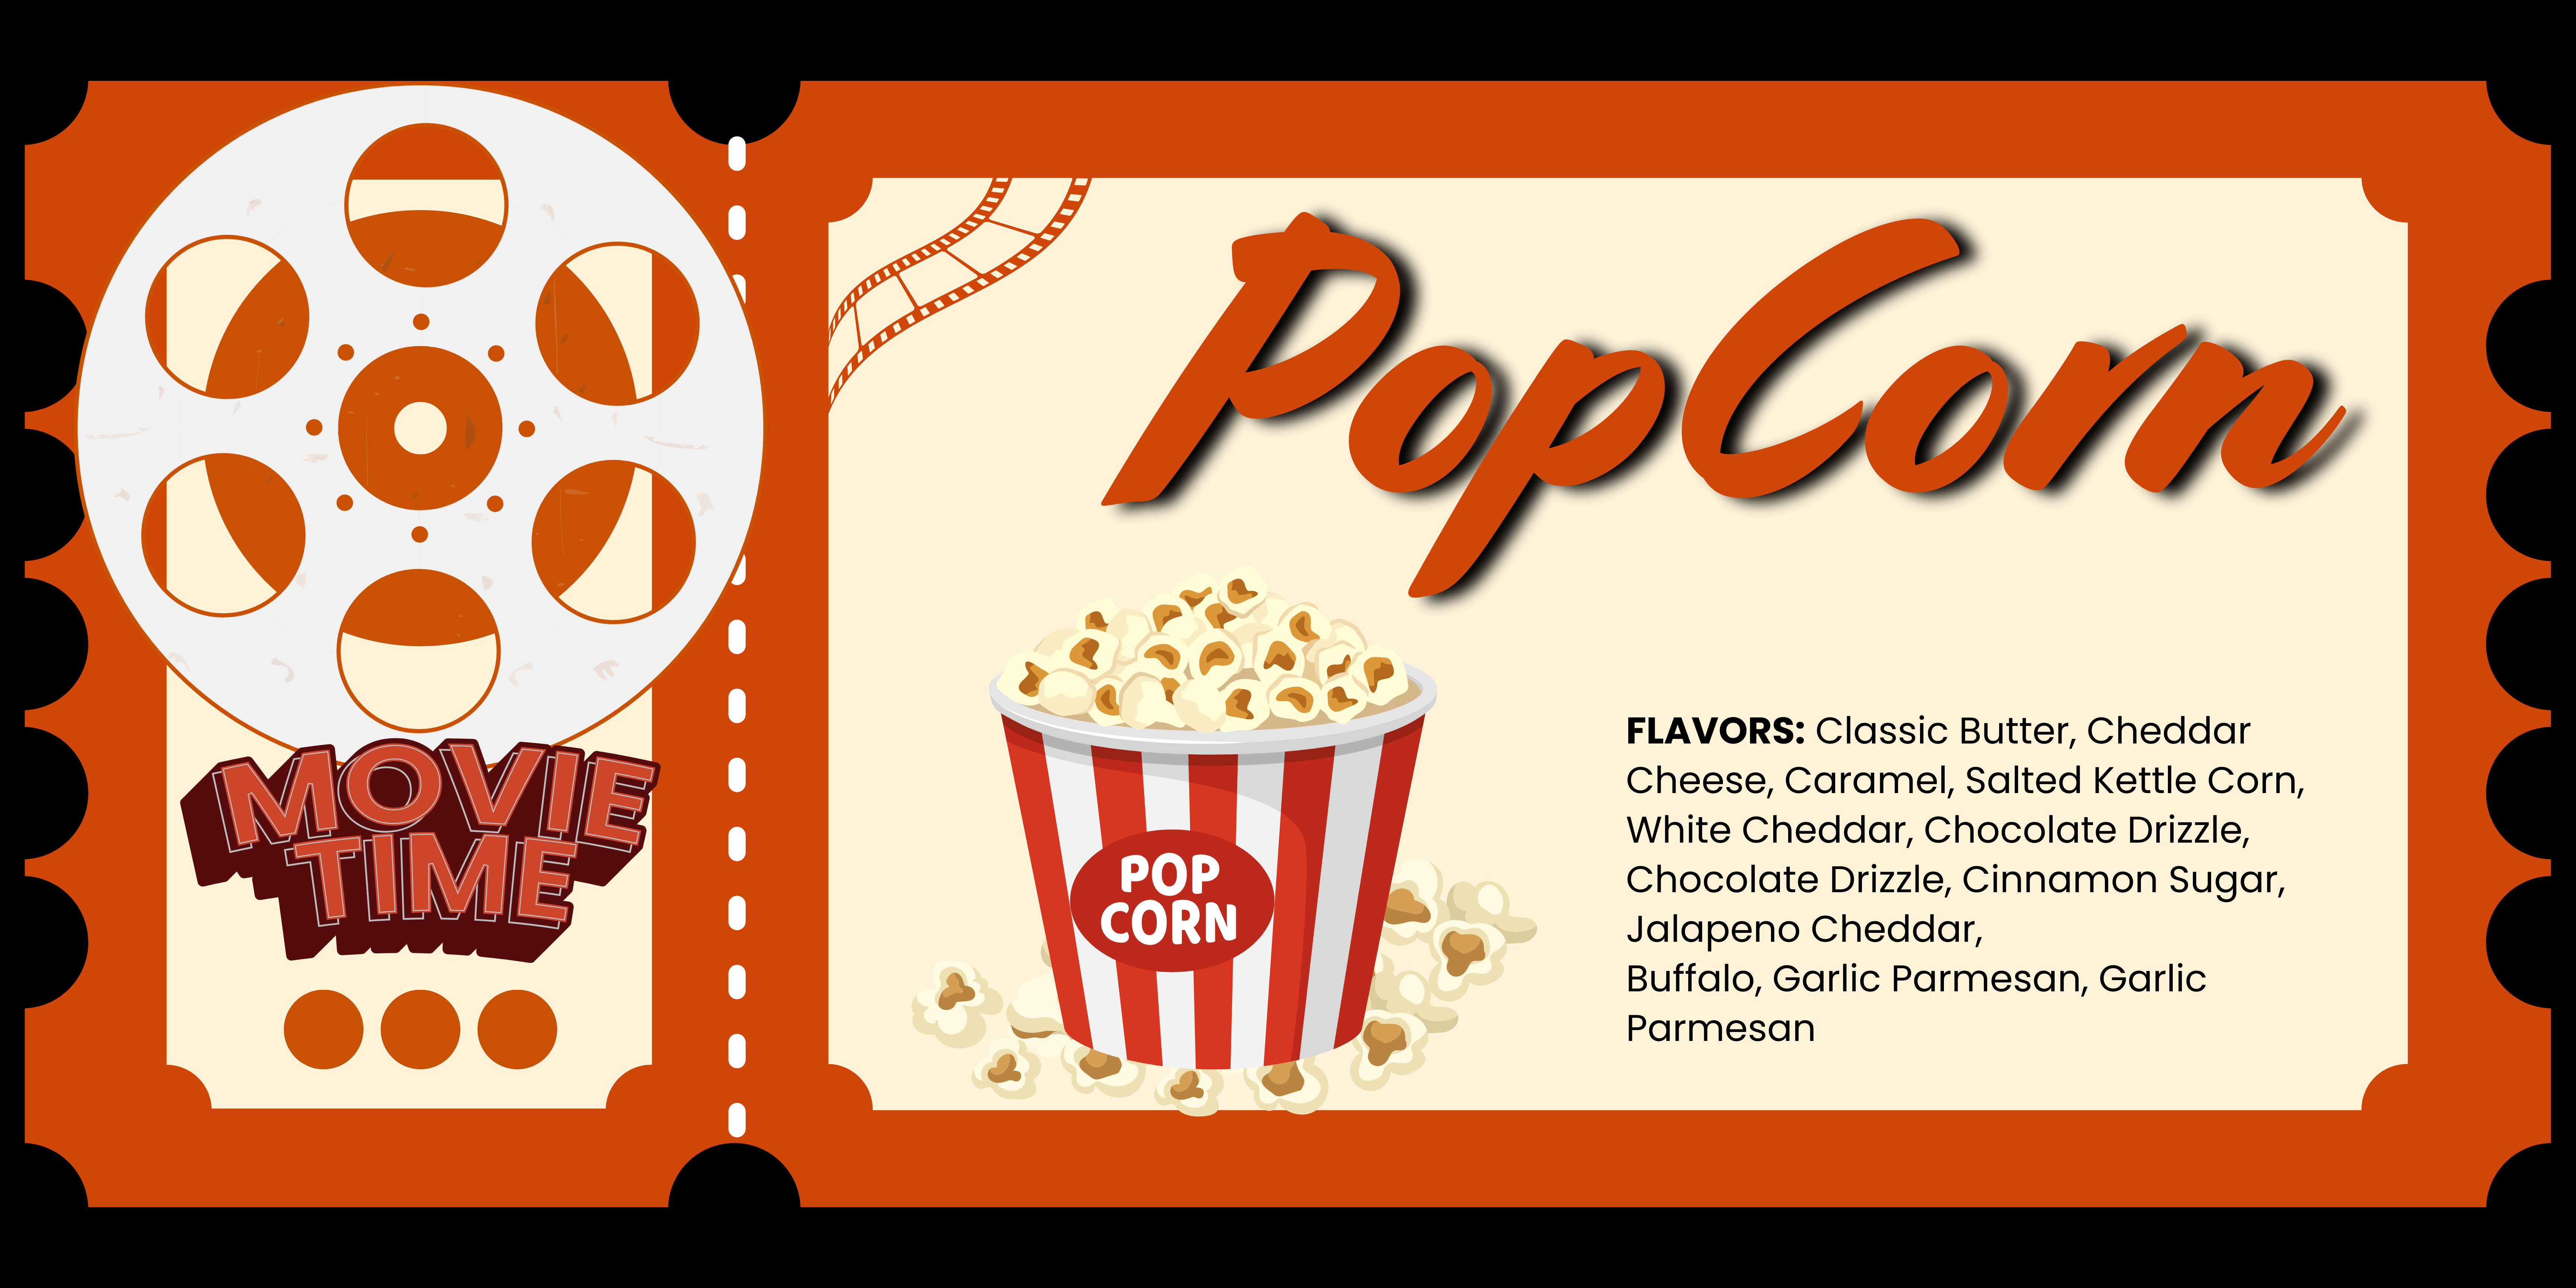 MOVIE
TIME
PopCorn
POP
CORN
FLAVORS: Classic Butter, Cheddar
Cheese, Caramel, Salted Kettle Corn,
White Cheddar, Chocolate Drizzle,
Chocolate Drizzle, Cinnamon Sugar,
Jalapeno Cheddar,
Buffalo, Garlic Parmesan, Garlic
Parmesan